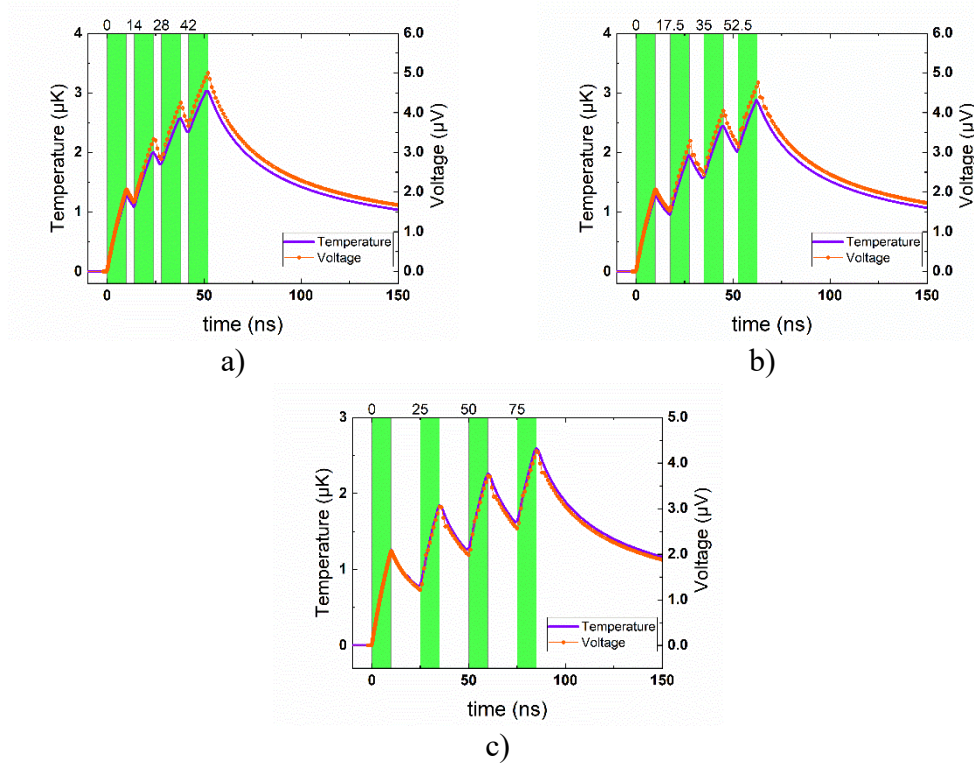 0 14 28 42
4 6.0
5.0
3 4.0
2 3.0
1 2.0
1.0
0 0.0
Temperature (μK)
Voltage (μV)
Temperature
Voltage
0 50 100 150
time (ns)
a)
0 17.5 35 52.5
4 6.0
5.0
3 4.0
2 3.0
1 2.0
1.0
0 0.0
Temperature (μK)
Voltage (μV)
Temperature
Voltage
0 50 100 150
time (ns)
b)
0 25 50 75
3 5.0
4.0
2 3.0
1 2.0
1.0
0 0.0
Temperature (μK)
Voltage (μV)
Temperature
Voltage
0 50 100 150
time (ns)
c)